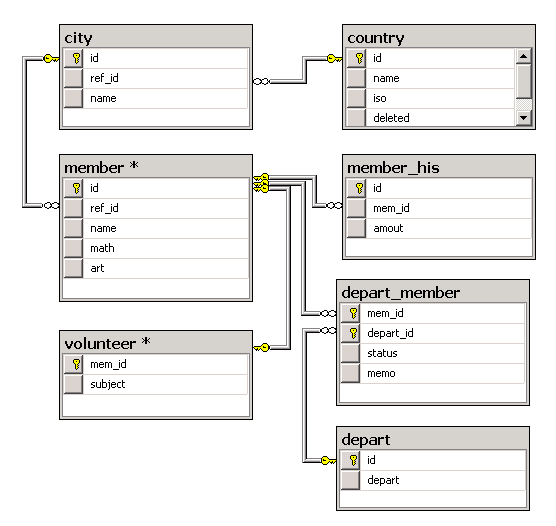 city
id
ref_id
name
country
id
name
iso
deleted
member *
id
ref_id
name
math
art
member_his
id
mem_id
amout
depart_member
mem_id
depart_id
status
memo
volunteer *
mem_id
subject
depart
id
depart